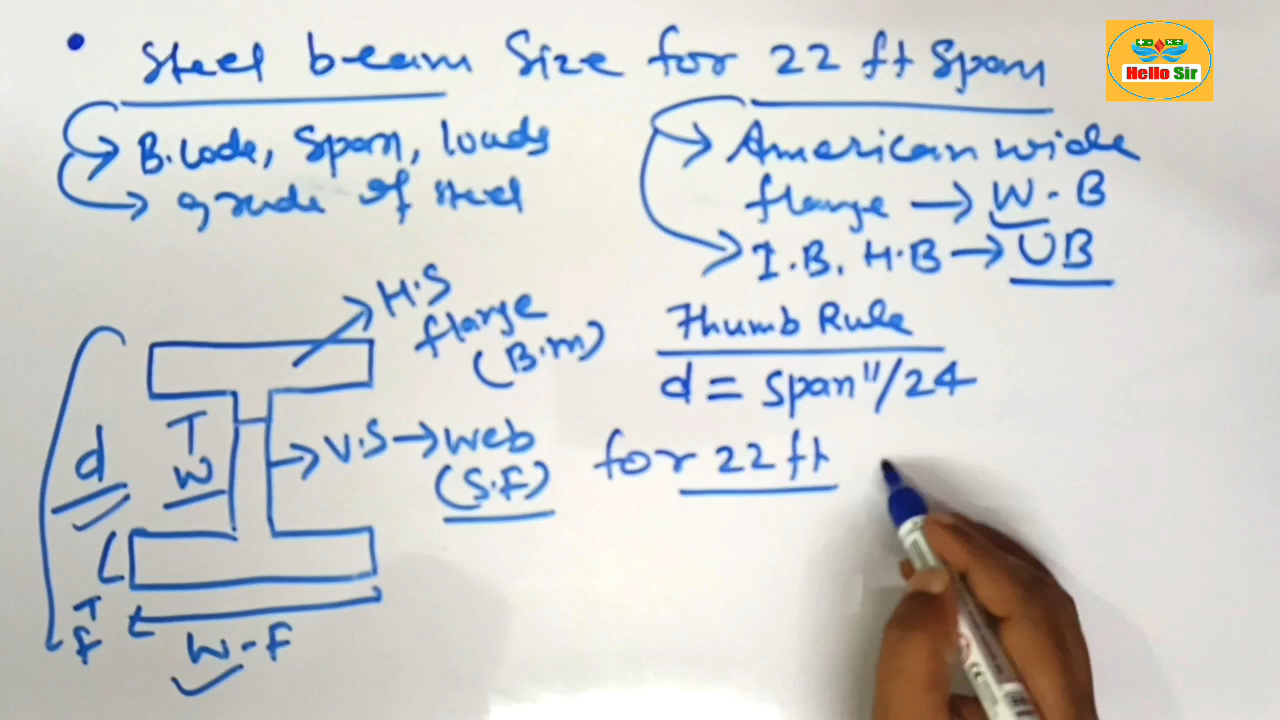 • Steel beam Size for 22 ft Span
B.Code, Span, loads
grade of steel
American wide
flange → W-B
I.B, H.B → UB
Thumb Rule
d = Span"/24
for 22 ft
H.S
flange
(B.M)
V.S → Web
(S.F)
d
T
W
T
F
W-F
Hello Sir